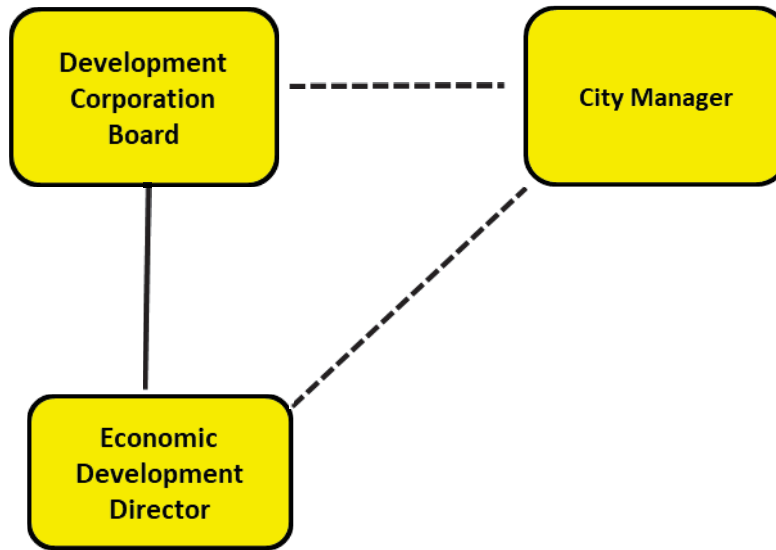 Development
Corporation
Board
City Manager
Economic
Development
Director